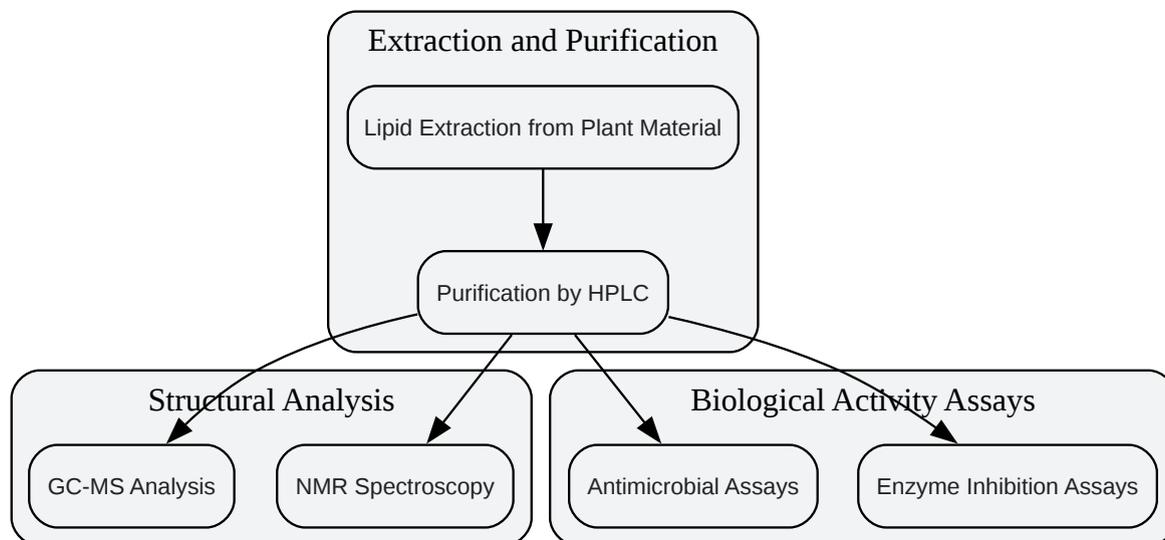 Extraction and Purification
Lipid Extraction from Plant Material
Purification by HPLC
Structural Analysis
Biological Activity Assays
GC-MS Analysis
NMR Spectroscopy
Antimicrobial Assays
Enzyme Inhibition Assays